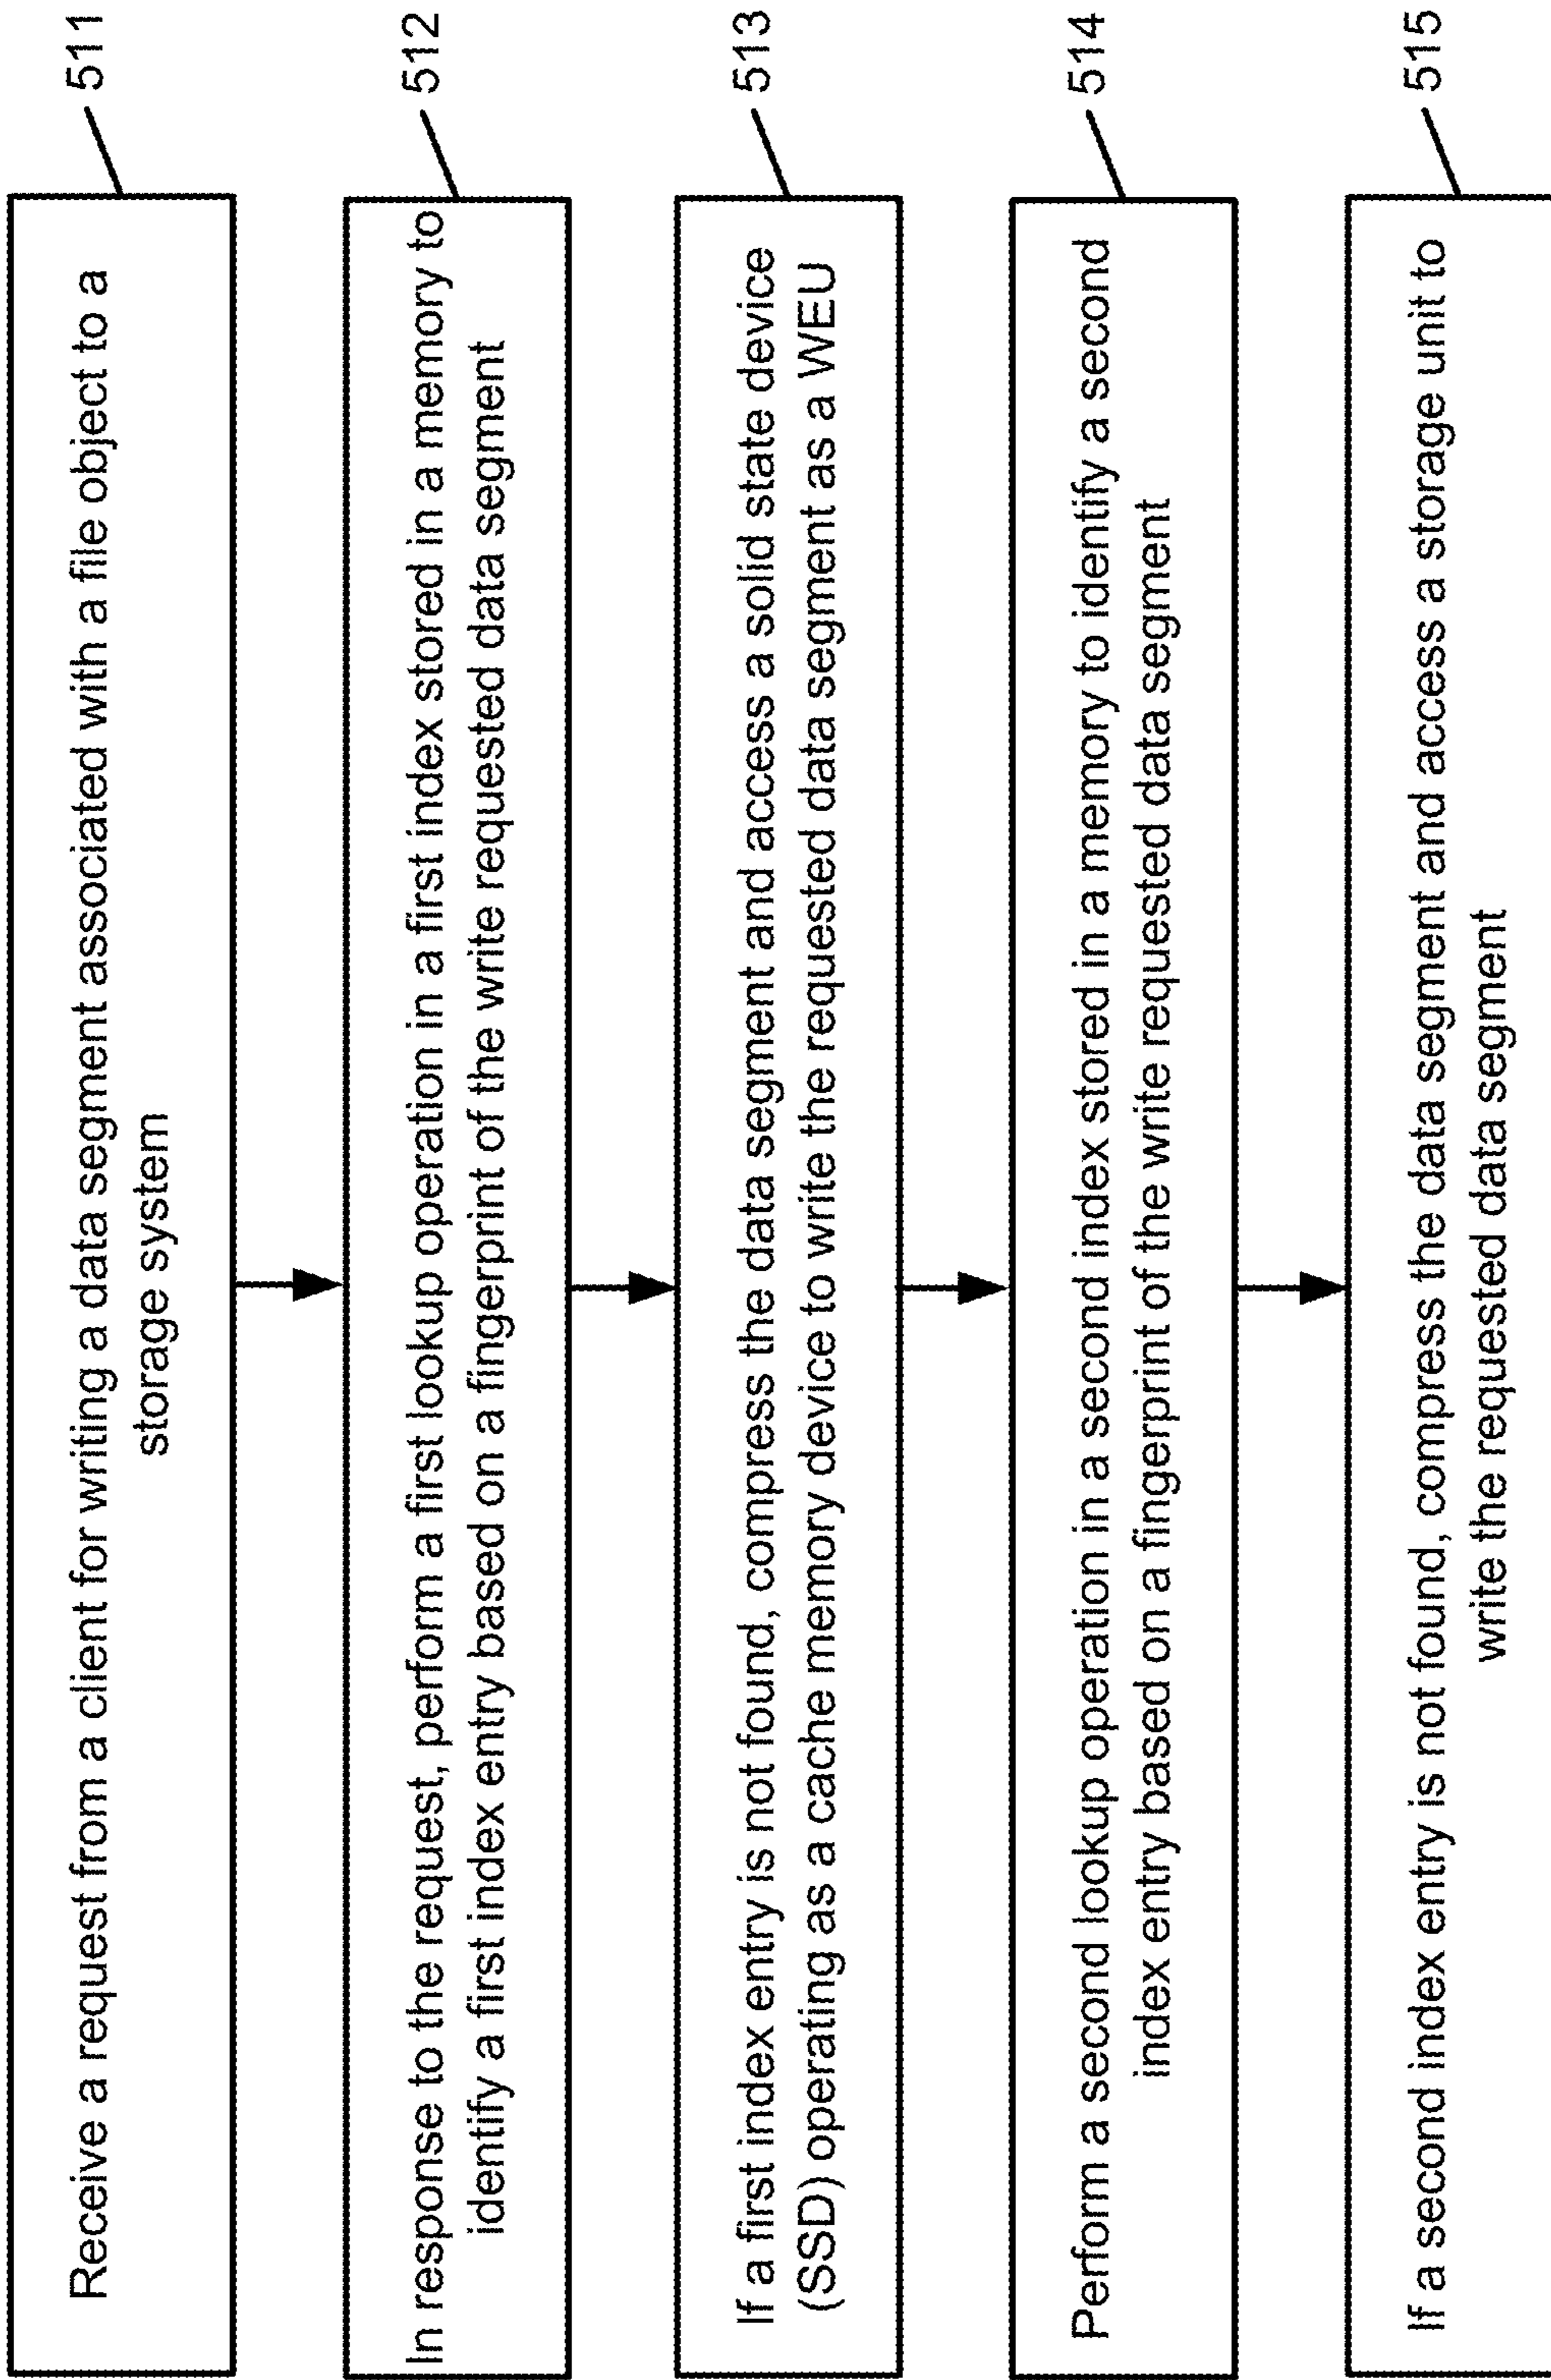 Receive a request from a client for writing a data segment associated with a file object to a
storage system
511
In response to the request, perform a first lookup operation in a first index stored in a memory to
identify a first index entry based on a fingerprint of the write requested data segment
512
If a first index entry is not found, compress the data segment and access a solid state device
(SSD) operating as a cache memory device to write the requested data segment as a WEU
513
Perform a second lookup operation in a second index stored in a memory to identify a second
index entry based on a fingerprint of the write requested data segment
514
If a second index entry is not found, compress the data segment and access a storage unit to
write the requested data segment
515